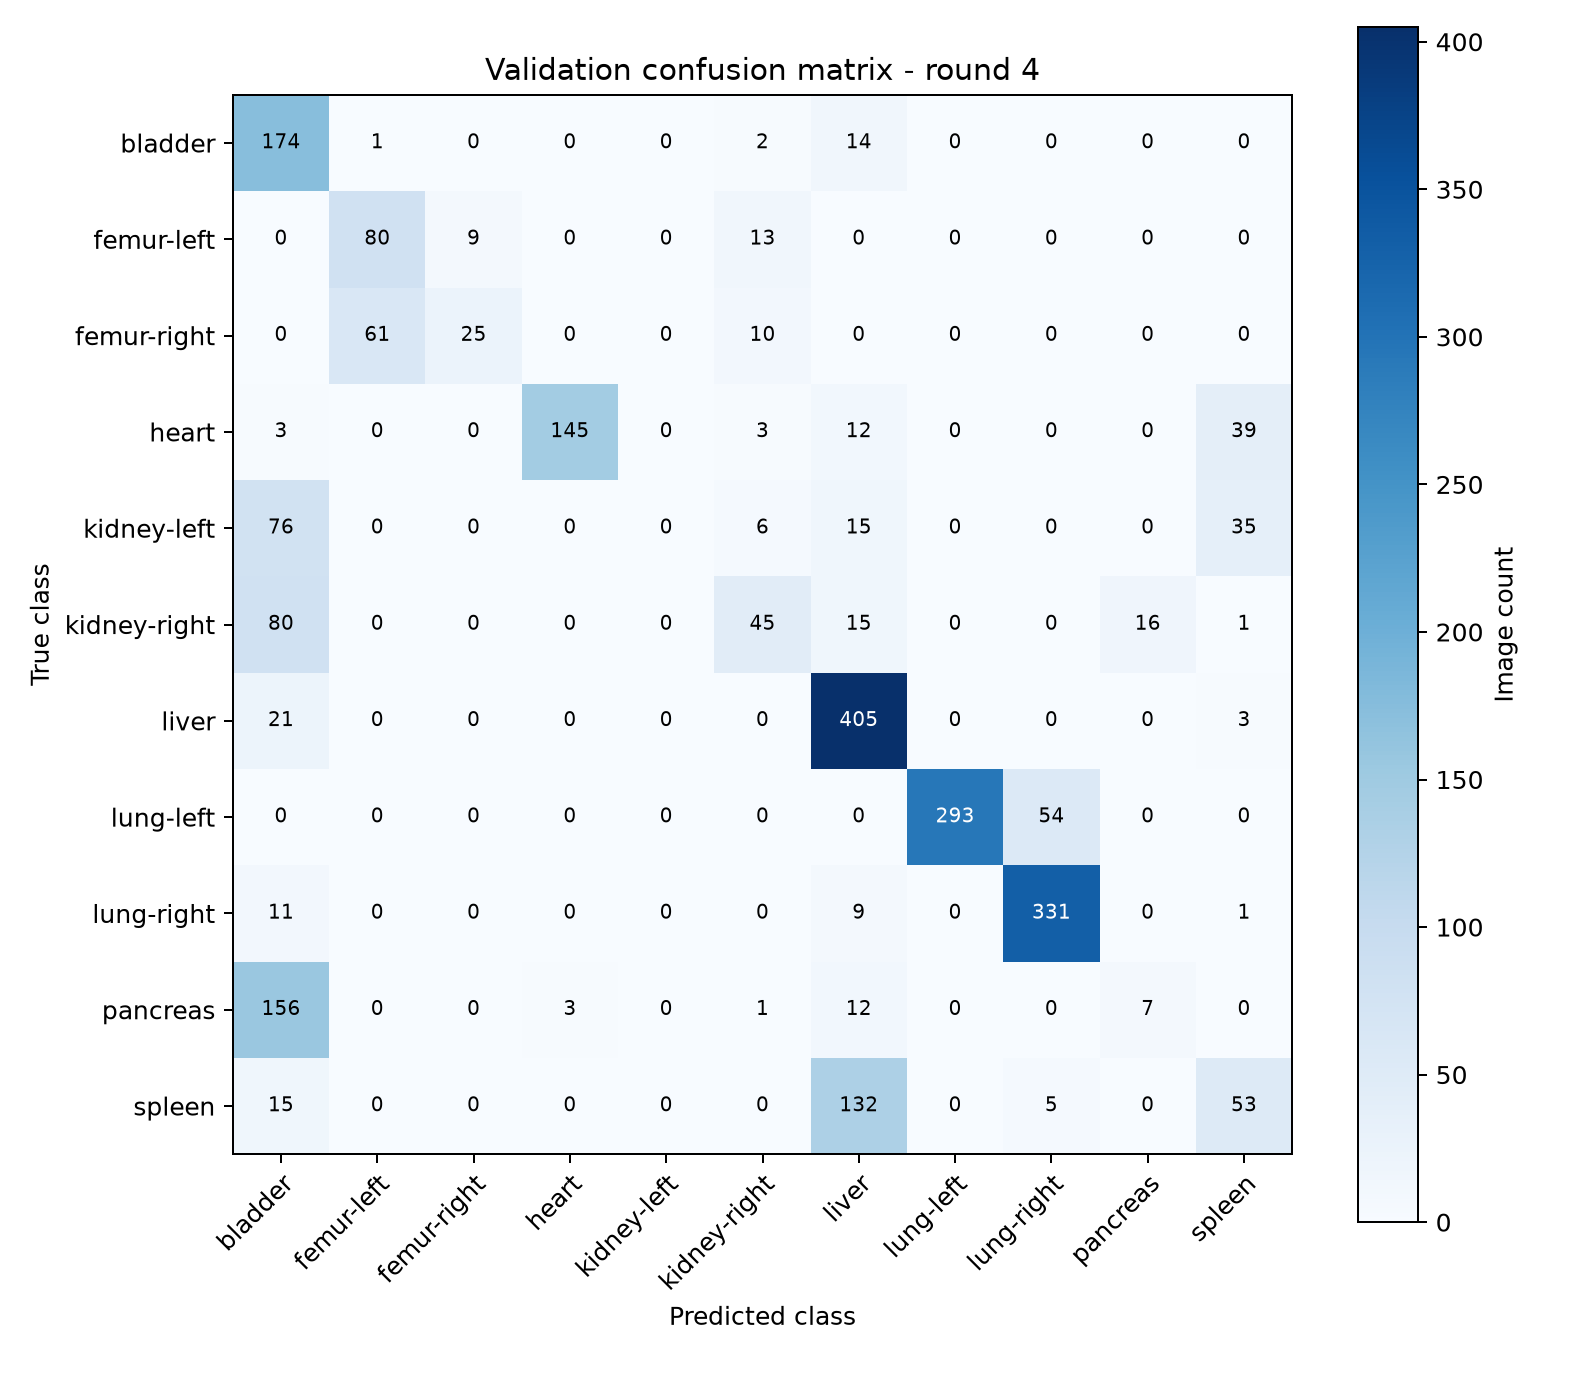 Validation confusion matrix - round 4
bladder 174 1 0 0 0 2 14 0 0 0 0
femur-left 0 80 9 0 0 13 0 0 0 0 0
femur-right 0 61 25 0 0 10 0 0 0 0 0
heart 3 0 0 145 0 3 12 0 0 0 39
kidney-left 76 0 0 0 0 6 15 0 0 0 35
kidney-right 80 0 0 0 0 45 15 0 0 16 1
liver 21 0 0 0 0 0 405 0 0 0 3
lung-left 0 0 0 0 0 0 0 293 54 0 0
lung-right 11 0 0 0 0 0 9 0 331 0 1
pancreas 156 0 0 3 0 1 12 0 0 7 0
spleen 15 0 0 0 0 0 132 0 5 0 53
bladder femur-left femur-right heart kidney-left kidney-right liver lung-left lung-right pancreas spleen
Predicted class
True class
400
350
300
250
200
150
100
50
0
Image count